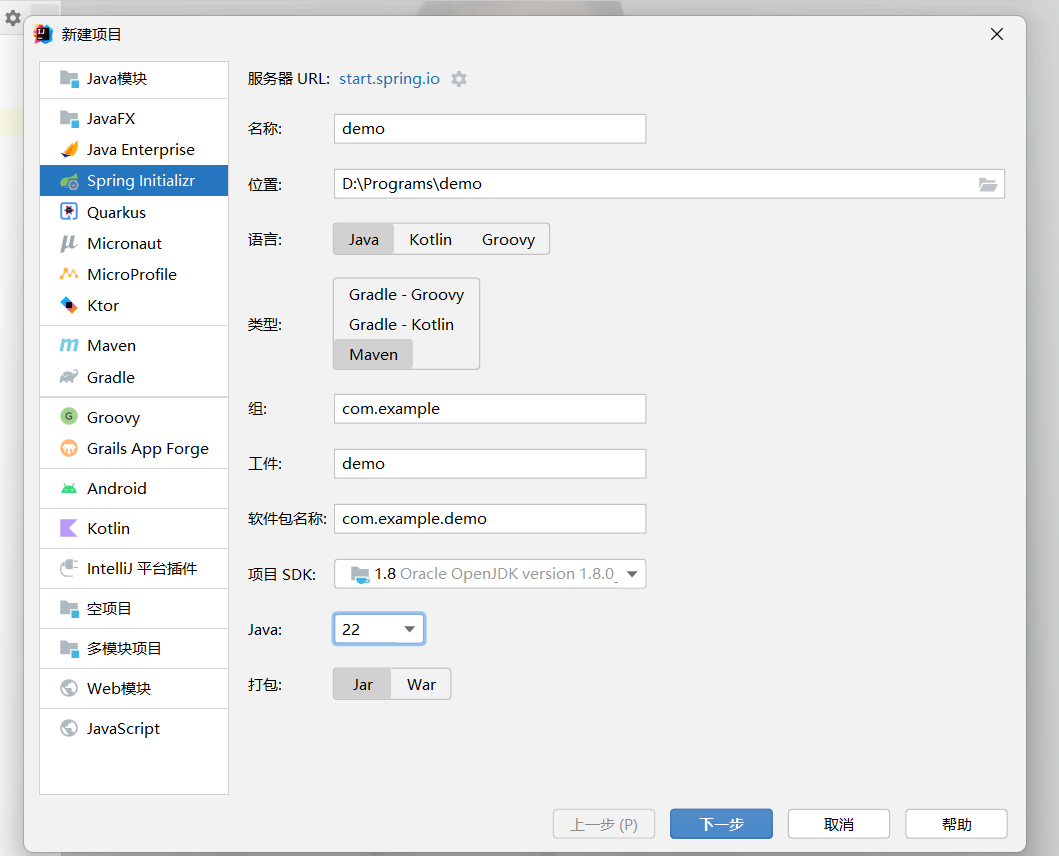 新建项目
Java模块
JavaFX
Java Enterprise
Spring Initializr
Quarkus
Micronaut
MicroProfile
Ktor
Maven
Gradle
Groovy
Grails App Forge
Android
Kotlin
IntelliJ 平台插件
空项目
多模块项目
Web模块
JavaScript
服务器 URL: start.spring.io
名称: demo
位置: D:\Programs\demo
语言: Java Kotlin Groovy
类型:
Gradle - Groovy
Gradle - Kotlin
Maven
组: com.example
工件: demo
软件包名称: com.example.demo
项目 SDK: 1.8 Oracle OpenJDK version 1.8.0_
Java: 22
打包: Jar War
上一步 (P) 下一步 取消 帮助